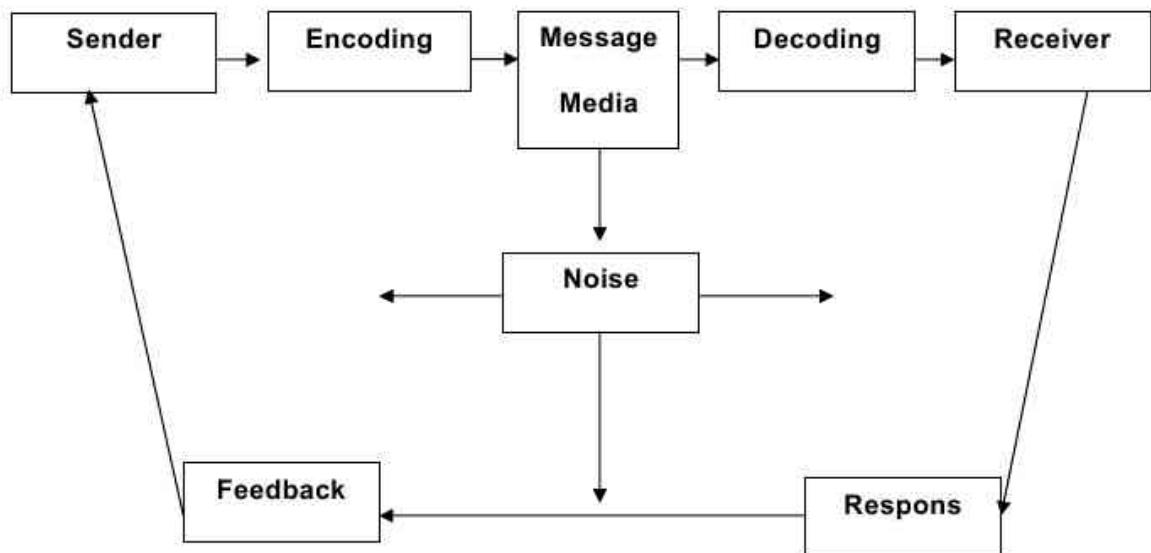 Sender
Encoding
Message
Media
Decoding
Receiver
Noise
Feedback
Respons